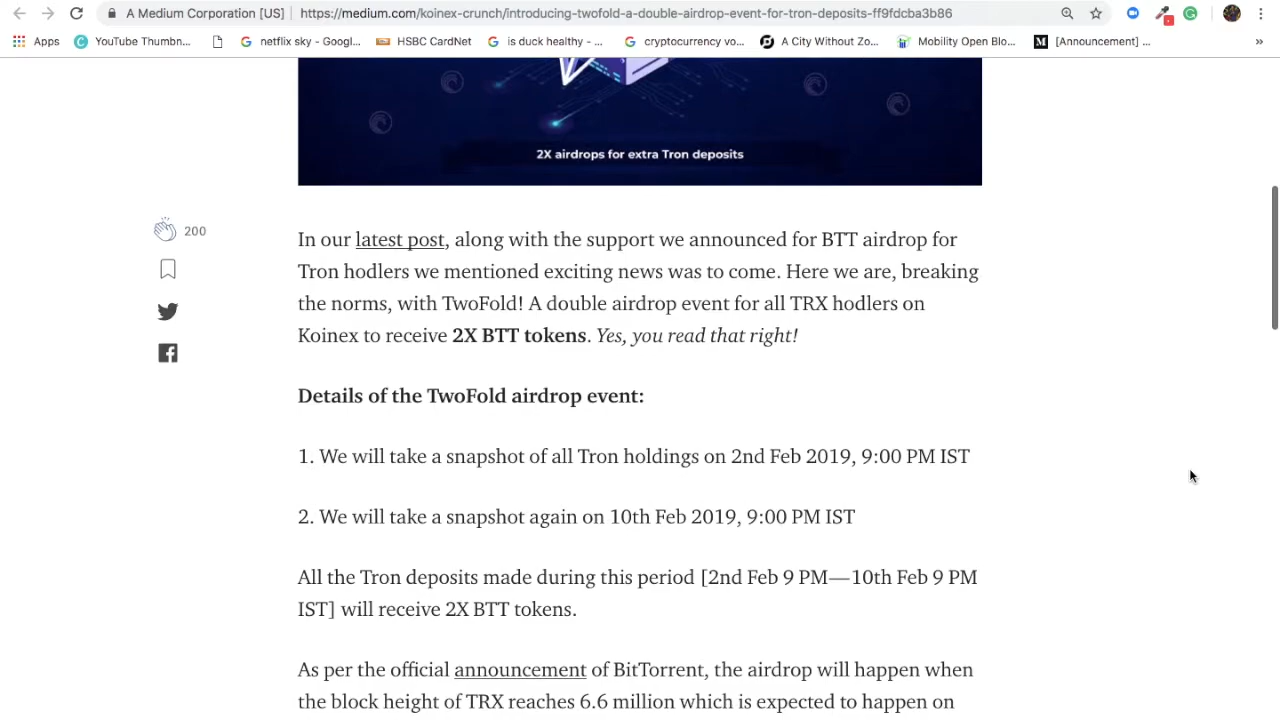 A Medium Corporation [US] | https://medium.com/koinex-crunch/introducing-twofold-a-double-airdrop-event-for-tron-deposits-ff9fdcba3b86
Apps YouTube Thumbn... netflix sky - Googl... HSBC CardNet is duck healthy - ... cryptocurrency vo... A City Without Zo... Mobility Open Blo... [Announcement] ... »
2X airdrops for extra Tron deposits
200
In our latest post, along with the support we announced for BTT airdrop for
Tron hodlers we mentioned exciting news was to come. Here we are, breaking
the norms, with TwoFold! A double airdrop event for all TRX hodlers on
Koinex to receive 2X BTT tokens. Yes, you read that right!
Details of the TwoFold airdrop event:
1. We will take a snapshot of all Tron holdings on 2nd Feb 2019, 9:00 PM IST
2. We will take a snapshot again on 10th Feb 2019, 9:00 PM IST
All the Tron deposits made during this period [2nd Feb 9 PM—10th Feb 9 PM
IST] will receive 2X BTT tokens.
As per the official announcement of BitTorrent, the airdrop will happen when
the block height of TRX reaches 6.6 million which is expected to happen on